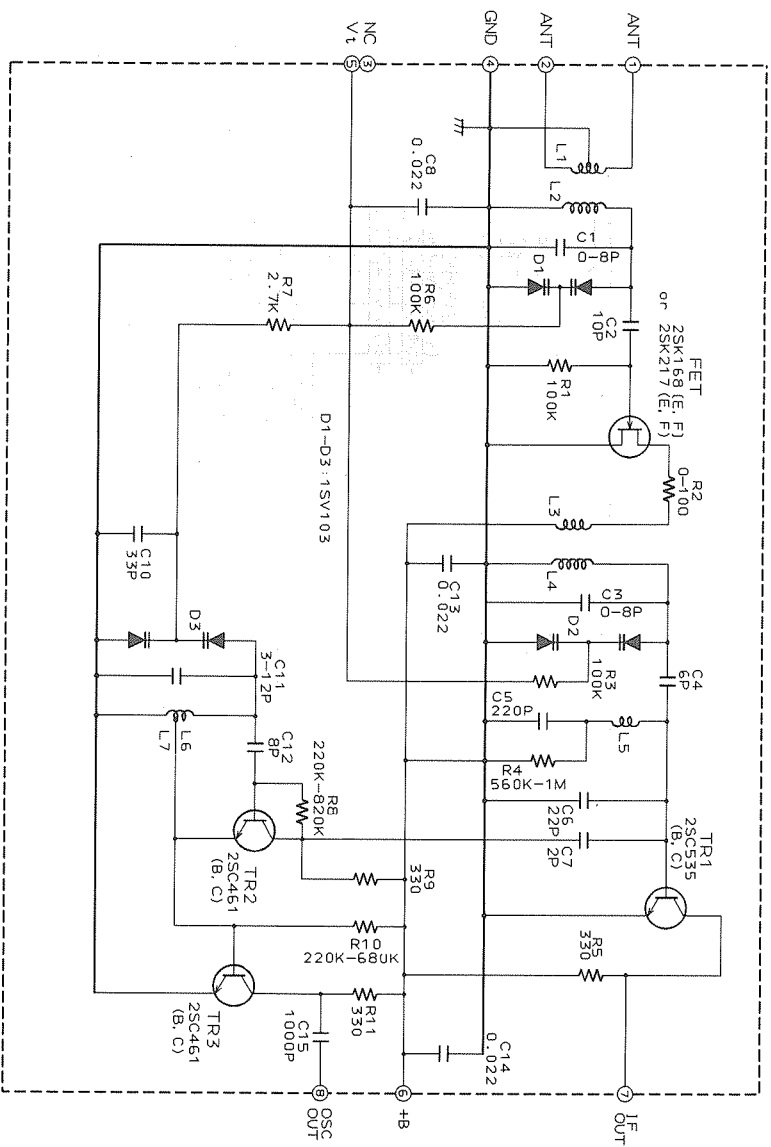 ANT
①
ANT
②
GND
④
NC
③
Vt
⑤
L1
L2
C8
0.022
C1
0-8P
D1
C2
10P
R6
100K
R7
2.7K
R1
100K
FET
2SK168 (E, F)
or 2SK217 (E, F)
D1-D3:1SV103
R2
0-100
L3
L4
C13
0.022
C3
0-8P
D2
R3
100K
C4
6P
C5
220P
L5
R4
560K-1M
C6
22P
C7
2P
TR1
2SC535
(B, C)
R5
330
C10
33P
D3
C11
3-12P
L6
L7
C12
8P
R8
220K-820K
TR2
2SC461
(B, C)
R9
330
R10
220K-680K
TR3
2SC461
(B, C)
R11
330
C15
1000P
C14
0.022
⑦
IF
OUT
⑥
+B
⑧
OSC
OUT